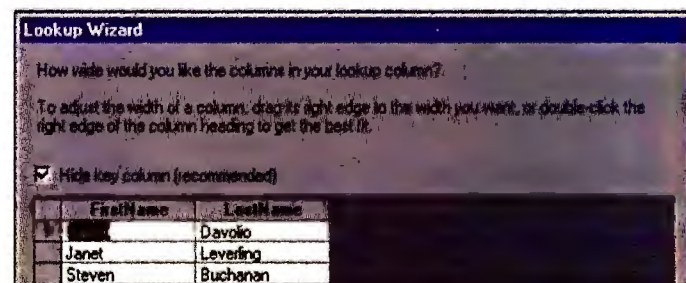 Lookup Wizard
How wide would you like the columns in your lookup column?
To adjust the width of a column, drag its right edge to the width you want, or double-click the
right edge of the column heading to get the best fit.
Hide key column (recommended)
FirstName LastName
Davolio
Janet Leverling
Steven Buchanan